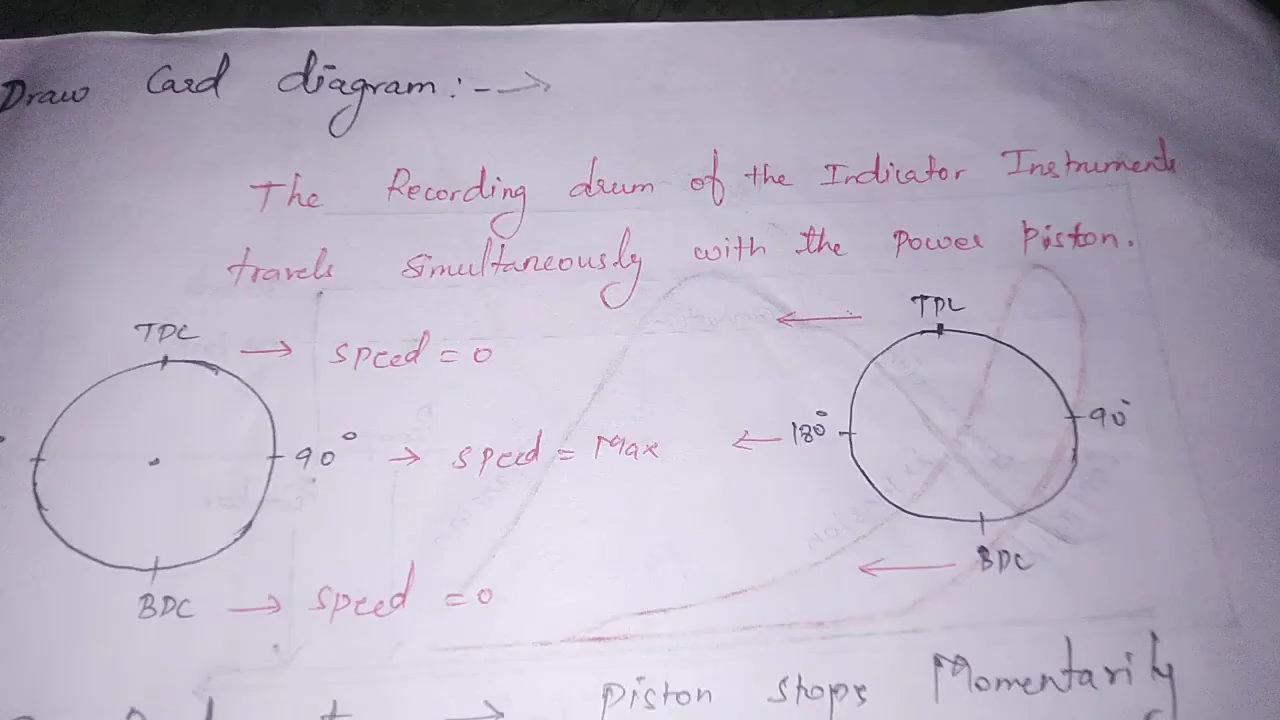 Draw Card diagram:-→
The Recording drum of the Indicator Instruments
travels simultaneously with the power piston.
TDC → speed = 0
90° → speed = Max
BDC → speed = 0
← TDC
← 180° 90°
← BDC
→ piston stops Momentarily